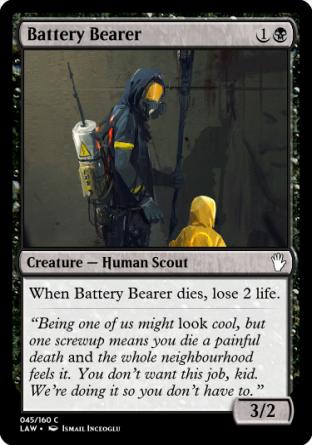 Battery Bearer 1
Creature — Human Scout
When Battery Bearer dies, lose 2 life.
“Being one of us might look cool, but
one screwup means you die a painful
death and the whole neighbourhood
feels it. You don’t want this job, kid.
We’re doing it so you don’t have to.”
3/2
045/160 C
LAW • Ismail Inceoglu